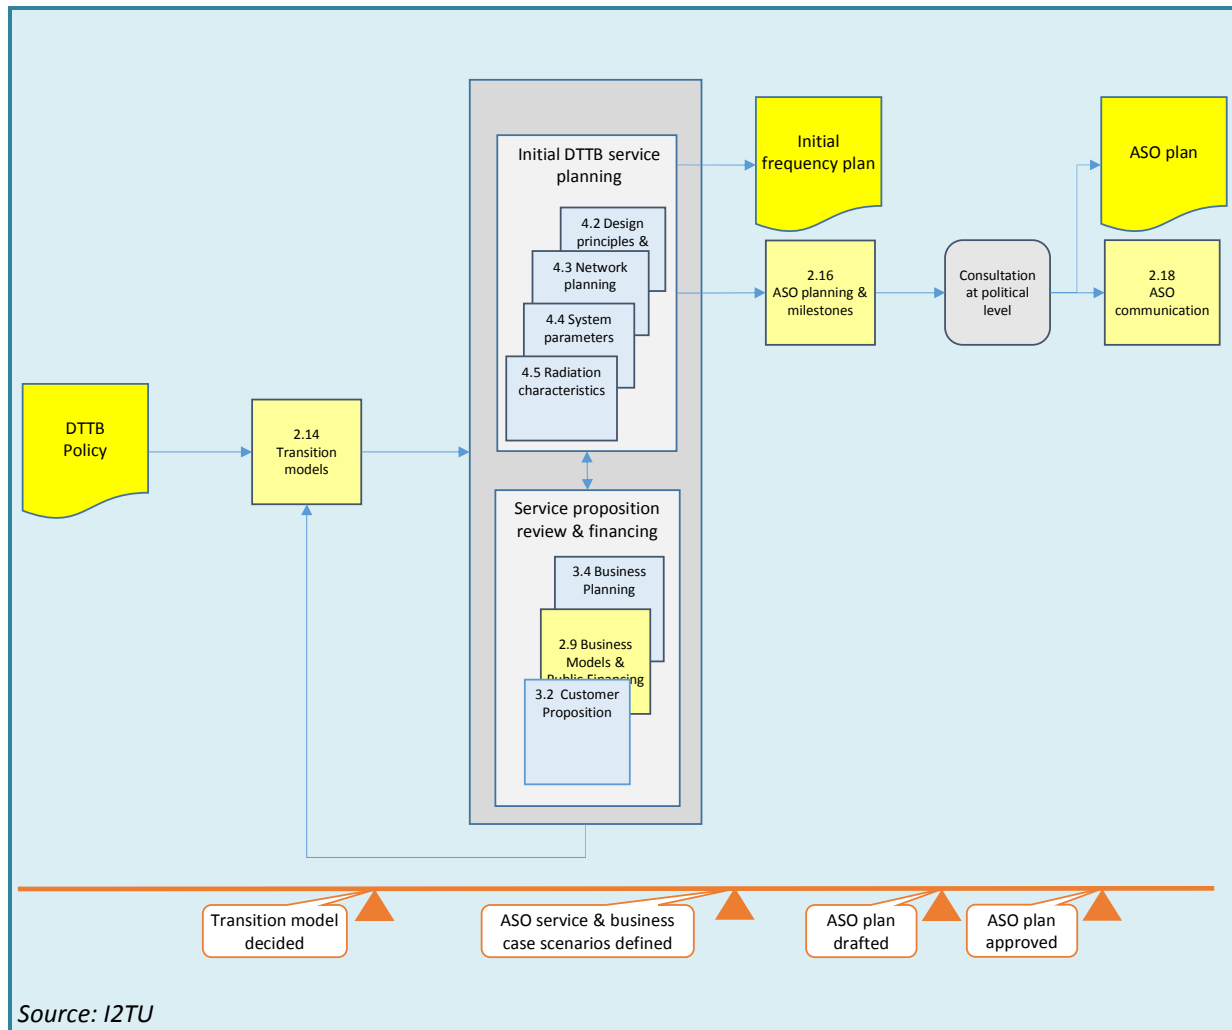 Initial DTTB service
planning
4.2 Design
principles &
4.3 Network
planning
4.4 System
parameters
4.5 Radiation
characteristics
Initial
frequency plan
ASO plan
2.16
ASO planning &
milestones
Consultation
at political
level
2.18
ASO
communication
DTTB
Policy
2.14
Transition
models
Service proposition
review & financing
3.4 Business
Planning
2.9 Business
Models &
Public Financing
3.2 Customer
Proposition
Transition model
decided
ASO service & business
case scenarios defined
ASO plan
drafted
ASO plan
approved
Source: I2TU